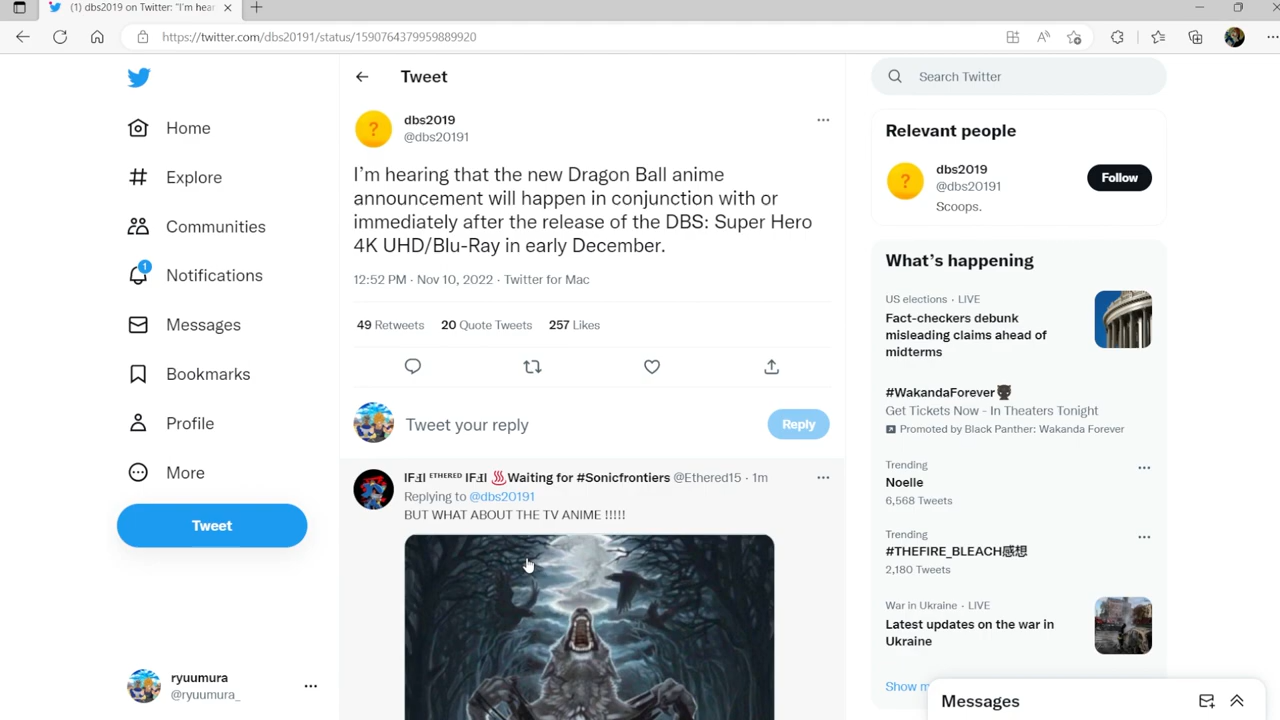 (1) dbs2019 on Twitter: "I'm hear
https://twitter.com/dbs20191/status/1590764379959889920
Home
Explore
Communities
1
Notifications
Messages
Bookmarks
Profile
More
Tweet
ryuumura
@ryuumura_
Tweet
?
dbs2019
@dbs20191
I'm hearing that the new Dragon Ball anime
announcement will happen in conjunction with or
immediately after the release of the DBS: Super Hero
4K UHD/Blu-Ray in early December.
12:52 PM · Nov 10, 2022 · Twitter for Mac
49 Retweets 20 Quote Tweets 257 Likes
Tweet your reply
Reply
ᴱᵀᴴᴱᴿᴱᴰ ♨️Waiting for #Sonicfrontiers @Ethered15 · 1m
Replying to @dbs20191
BUT WHAT ABOUT THE TV ANIME !!!!!
Search Twitter
Relevant people
?
dbs2019
@dbs20191
Follow
Scoops.
What's happening
US elections · LIVE
Fact-checkers debunk
misleading claims ahead of
midterms
#WakandaForever
Get Tickets Now - In Theaters Tonight
Promoted by Black Panther: Wakanda Forever
Trending
Noelle
6,568 Tweets
Trending
#THEFIRE_BLEACH感想
2,180 Tweets
War in Ukraine · LIVE
Latest updates on the war in
Ukraine
Show
Messages